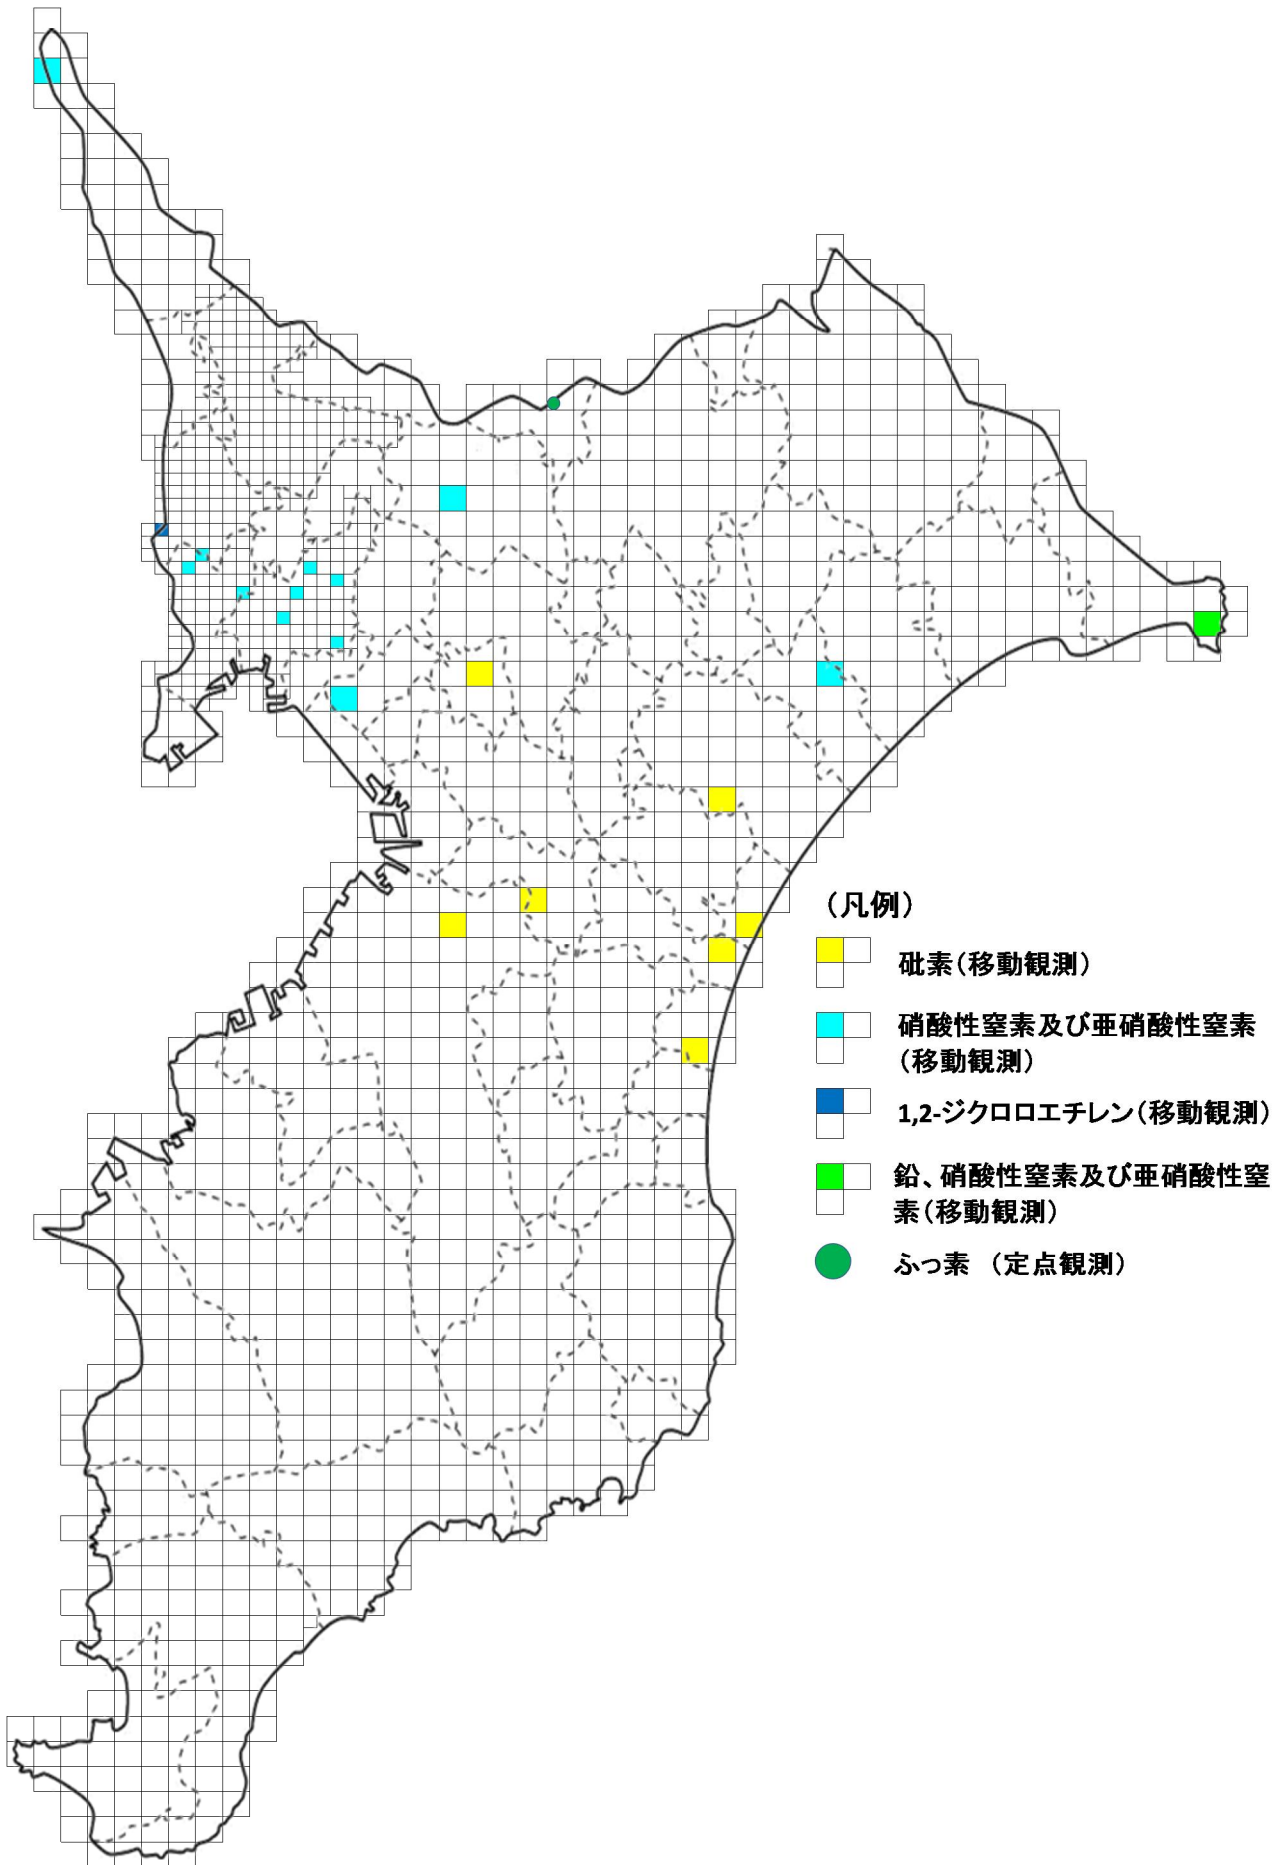 （凡例）
砒素（移動観測）
硝酸性窒素及び亜硝酸性窒素
（移動観測）
1,2-ジクロロエチレン（移動観測）
鉛、硝酸性窒素及び亜硝酸性窒
素（移動観測）
ふっ素　（定点観測）